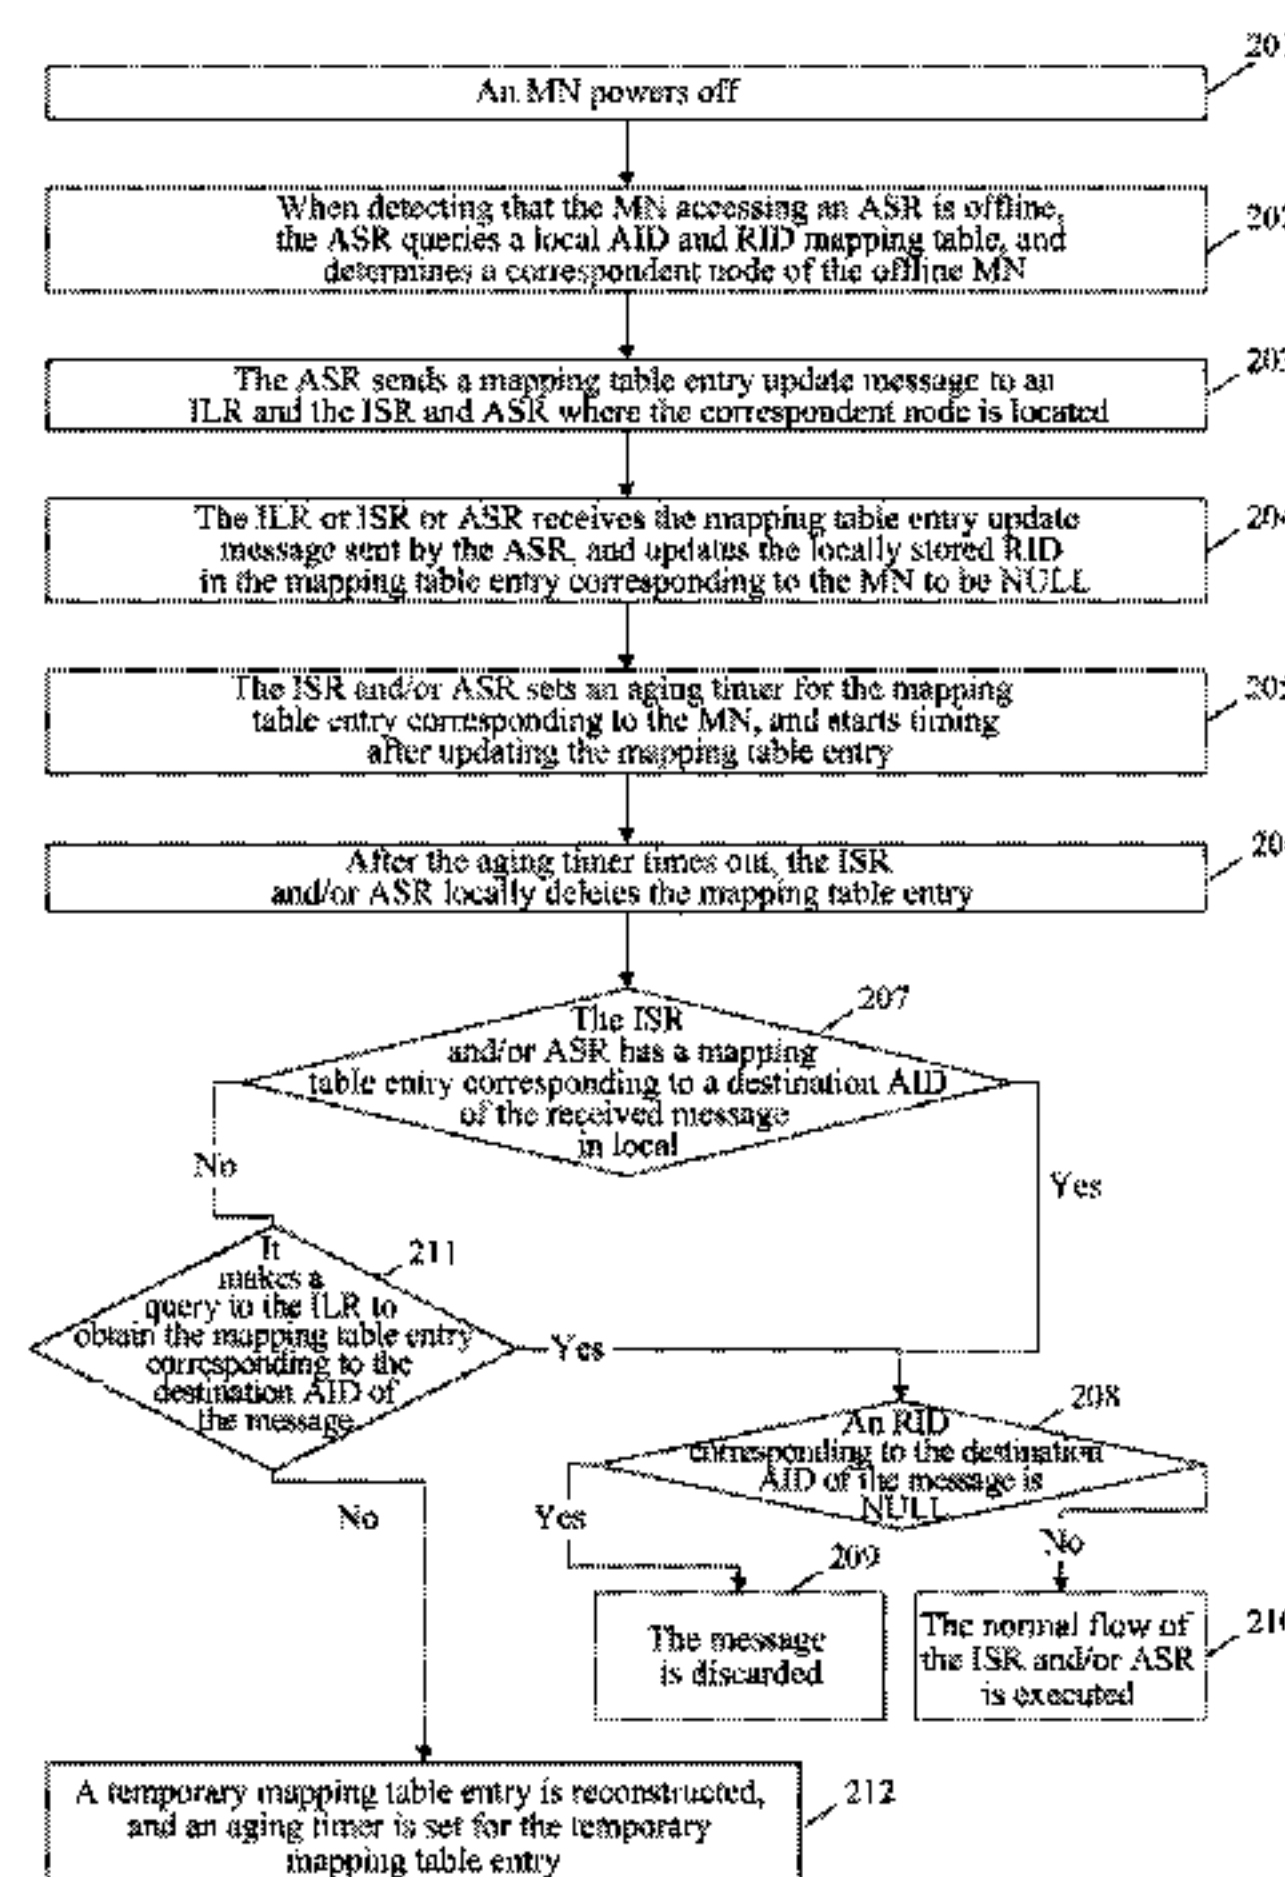 201
An MN powers off
202
When detecting that the MN accessing an ASR is offline,
the ASR queries a local AID and RID mapping table, and
determines a correspondent node of the offline MN
203
The ASR sends a mapping table entry update message to an
ILR and the ISR and ASR where the correspondent node is located
204
The ILR or ISR or ASR receives the mapping table entry update
message sent by the ASR, and updates the locally stored RID
in the mapping table entry corresponding to the MN to be NULL
205
The ISR and/or ASR sets an aging timer for the mapping
table entry corresponding to the MN, and starts timing
after updating the mapping table entry
20
After the aging timer times out, the ISR
and/or ASR locally deletes the mapping table entry
207
The ISR
and/or ASR has a mapping
table entry corresponding to a destination AID
of the received message
in local
No
Yes
211
It
makes a
query to the ILR to
obtain the mapping table entry
corresponding to the
destination AID of
the message
Yes
No
208
An RID
corresponding to the destination
AID of the message is
NULL
Yes
No
209
The message
is discarded
210
The normal flow of
the ISR and/or ASR
is executed
212
A temporary mapping table entry is reconstructed,
and an aging timer is set for the temporary
mapping table entry